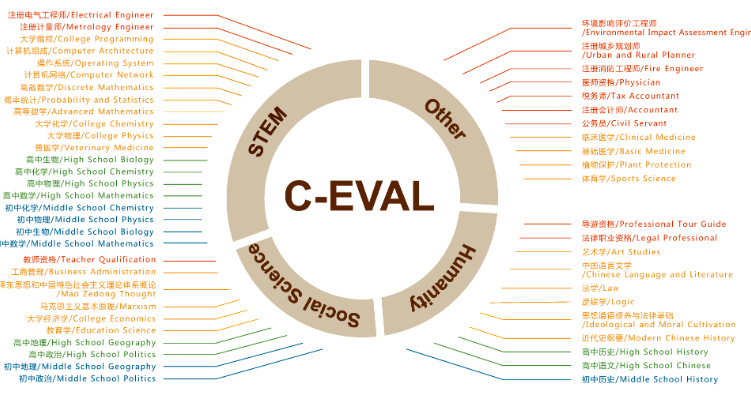 注册电气工程师/Electrical Engineer
注册计量师/Metrology Engineer
大学编程/College Programming
计算机组成/Computer Architecture
操作系统/Operating System
计算机网络/Computer Network
离散数学/Discrete Mathematics
概率统计/Probability and Statistics
高等数学/Advanced Mathematics
大学化学/College Chemistry
大学物理/College Physics
兽医学/Veterinary Medicine
高中生物/High School Biology
高中化学/High School Chemistry
高中物理/High School Physics
高中数学/High School Mathematics
初中化学/Middle School Chemistry
初中物理/Middle School Physics
初中生物/Middle School Biology
中数学/Middle School Mathematics
教师资格/Teacher Qualification
工商管理/Business Administration
泽东思想和中国特色社会主义理论体系概论
/Mao Zedong Thought
马克思主义基本原理/Marxism
大学经济学/College Economics
教育学/Education Science
高中地理/High School Geography
高中政治/High School Politics
初中地理/Middle School Geography
初中政治/Middle School Politics
STEM
Other
C-EVAL
Social Science
Humanity
环境影响评价工程师
/Environmental Impact Assessment Engi
注册城乡规划师
/Urban and Rural Planner
注册消防工程师/Fire Engineer
医师资格/Physician
税务师/Tax Accountant
注册会计师/Accountant
公务员/Civil Servant
临床医学/Clinical Medicine
基础医学/Basic Medicine
植物保护/Plant Protection
体育学/Sports Science
导游资格/Professional Tour Guide
法律职业资格/Legal Professional
艺术学/Art Studies
中国语言文学
/Chinese Language and Literature
法学/Law
逻辑学/Logic
思想道德修养与法律基础
/Ideological and Moral Cultivation
近代史纲要/Modern Chinese History
高中历史/High School History
高中语文/High School Chinese
初中历史/Middle School History